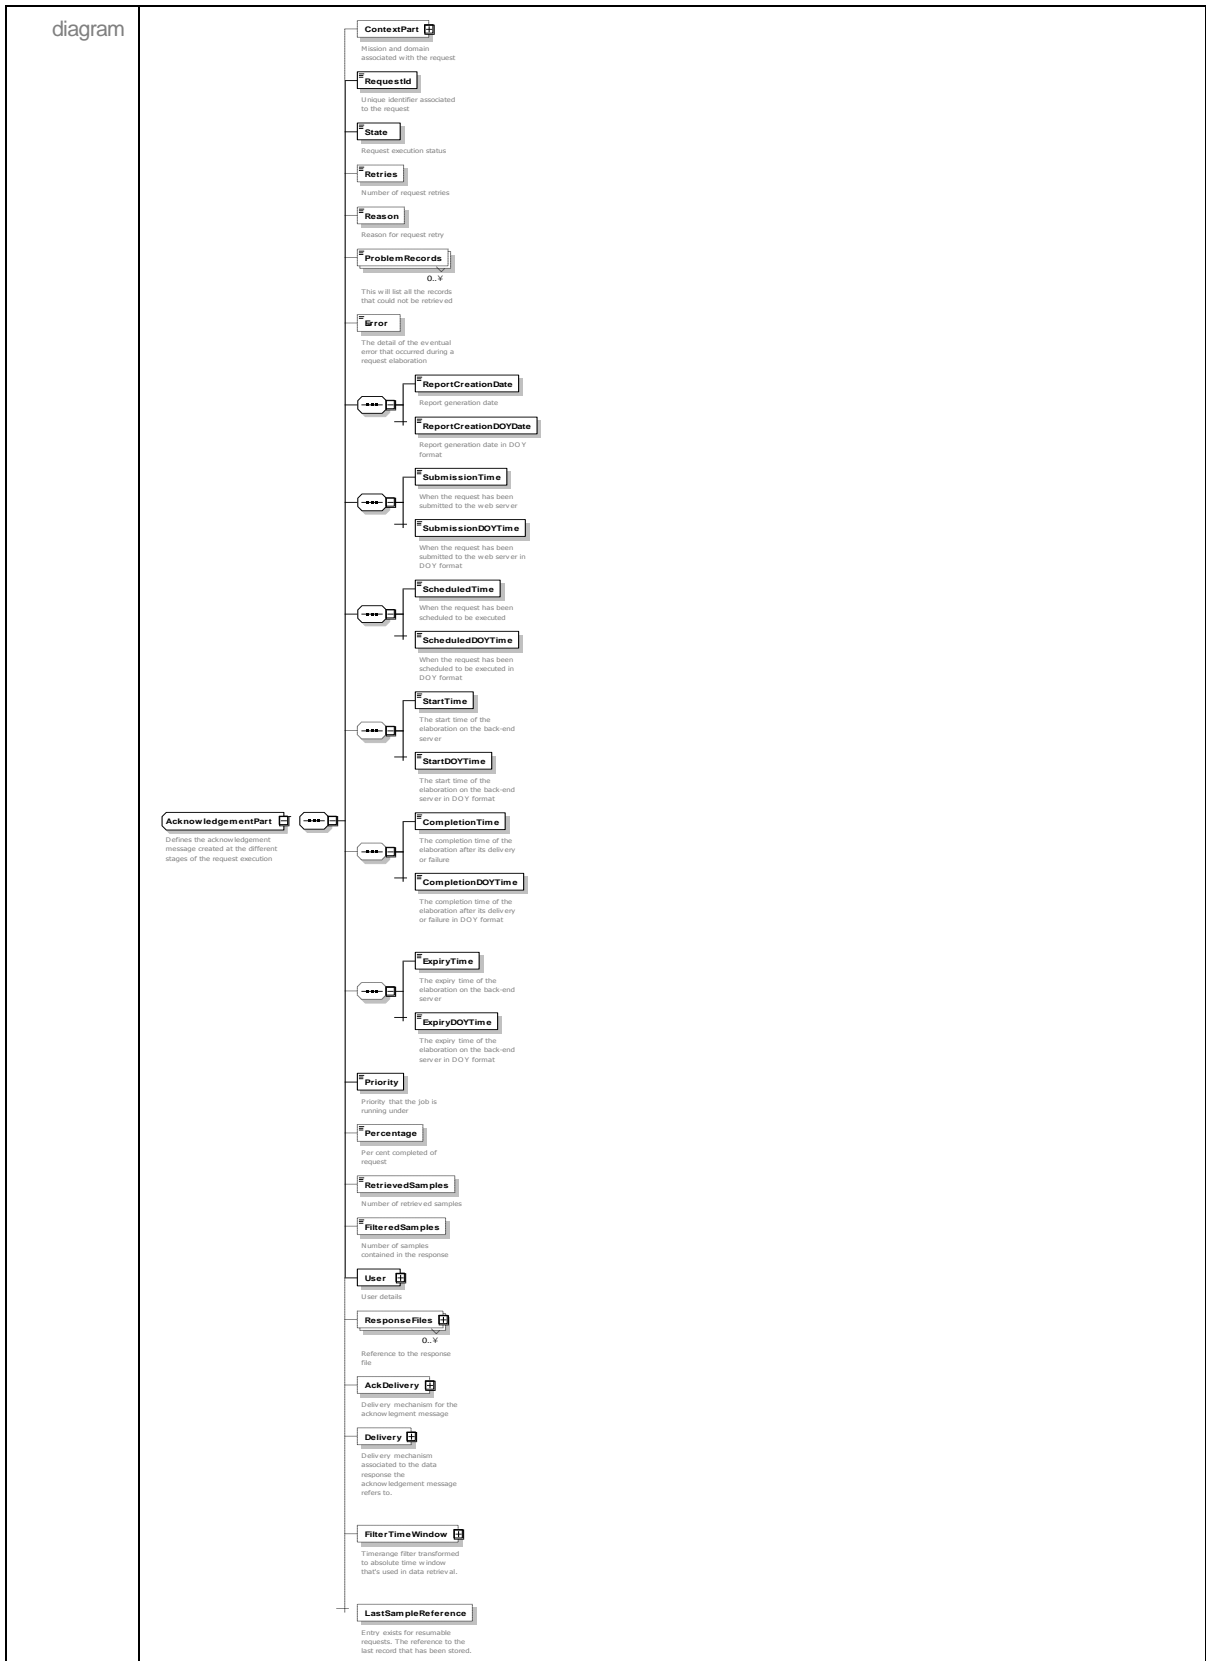 diagram
ContextPart
Mission and domain
associated with the request
RequestId
Unique identifier associated
to the request
State
Request execution status
Retries
Number of request retries
Reason
Reason for request retry
ProblemRecords
0..¥
This will list all the records
that could not be retrieved
Error
The detail of the eventual
error that occurred during a
request elaboration
ReportCreationDate
Report generation date
ReportCreationDOYDate
Report generation date in DOY
format
SubmissionTime
When the request has been
submitted to the web server
SubmissionDOYTime
When the request has been
submitted to the web server in
DOY format
ScheduledTime
When the request has been
scheduled to be executed
ScheduledDOYTime
When the request has been
scheduled to be executed in
DOY format
StartTime
The start time of the
elaboration on the back-end
server
StartDOYTime
The start time of the
elaboration on the back-end
server in DOY format
AcknowledgementPart
Defines the acknowledgement
message created at the different
stages of the request execution
CompletionTime
The completion time of the
elaboration after its delivery
or failure
CompletionDOYTime
The completion time of the
elaboration after its delivery
or failure in DOY format
ExpiryTime
The expiry time of the
elaboration on the back-end
server
ExpiryDOYTime
The expiry time of the
elaboration on the back-end
server in DOY format
Priority
Priority that the job is
running under
Percentage
Per cent completed of
request
RetrievedSamples
Number of retrieved samples
FilteredSamples
Number of samples
contained in the response
User
User details
ResponseFiles
0..¥
Reference to the response
file
AckDelivery
Delivery mechanism for the
acknowlegment message
Delivery
Delivery mechanism
associated to the data
response the
acknowledgement message
refers to.
FilterTimeWindow
Timerange filter transformed
to absolute time window
that's used in data retrieval.
LastSampleReference
Entry exists for resumable
requests. The reference to the
last record that has been stored.